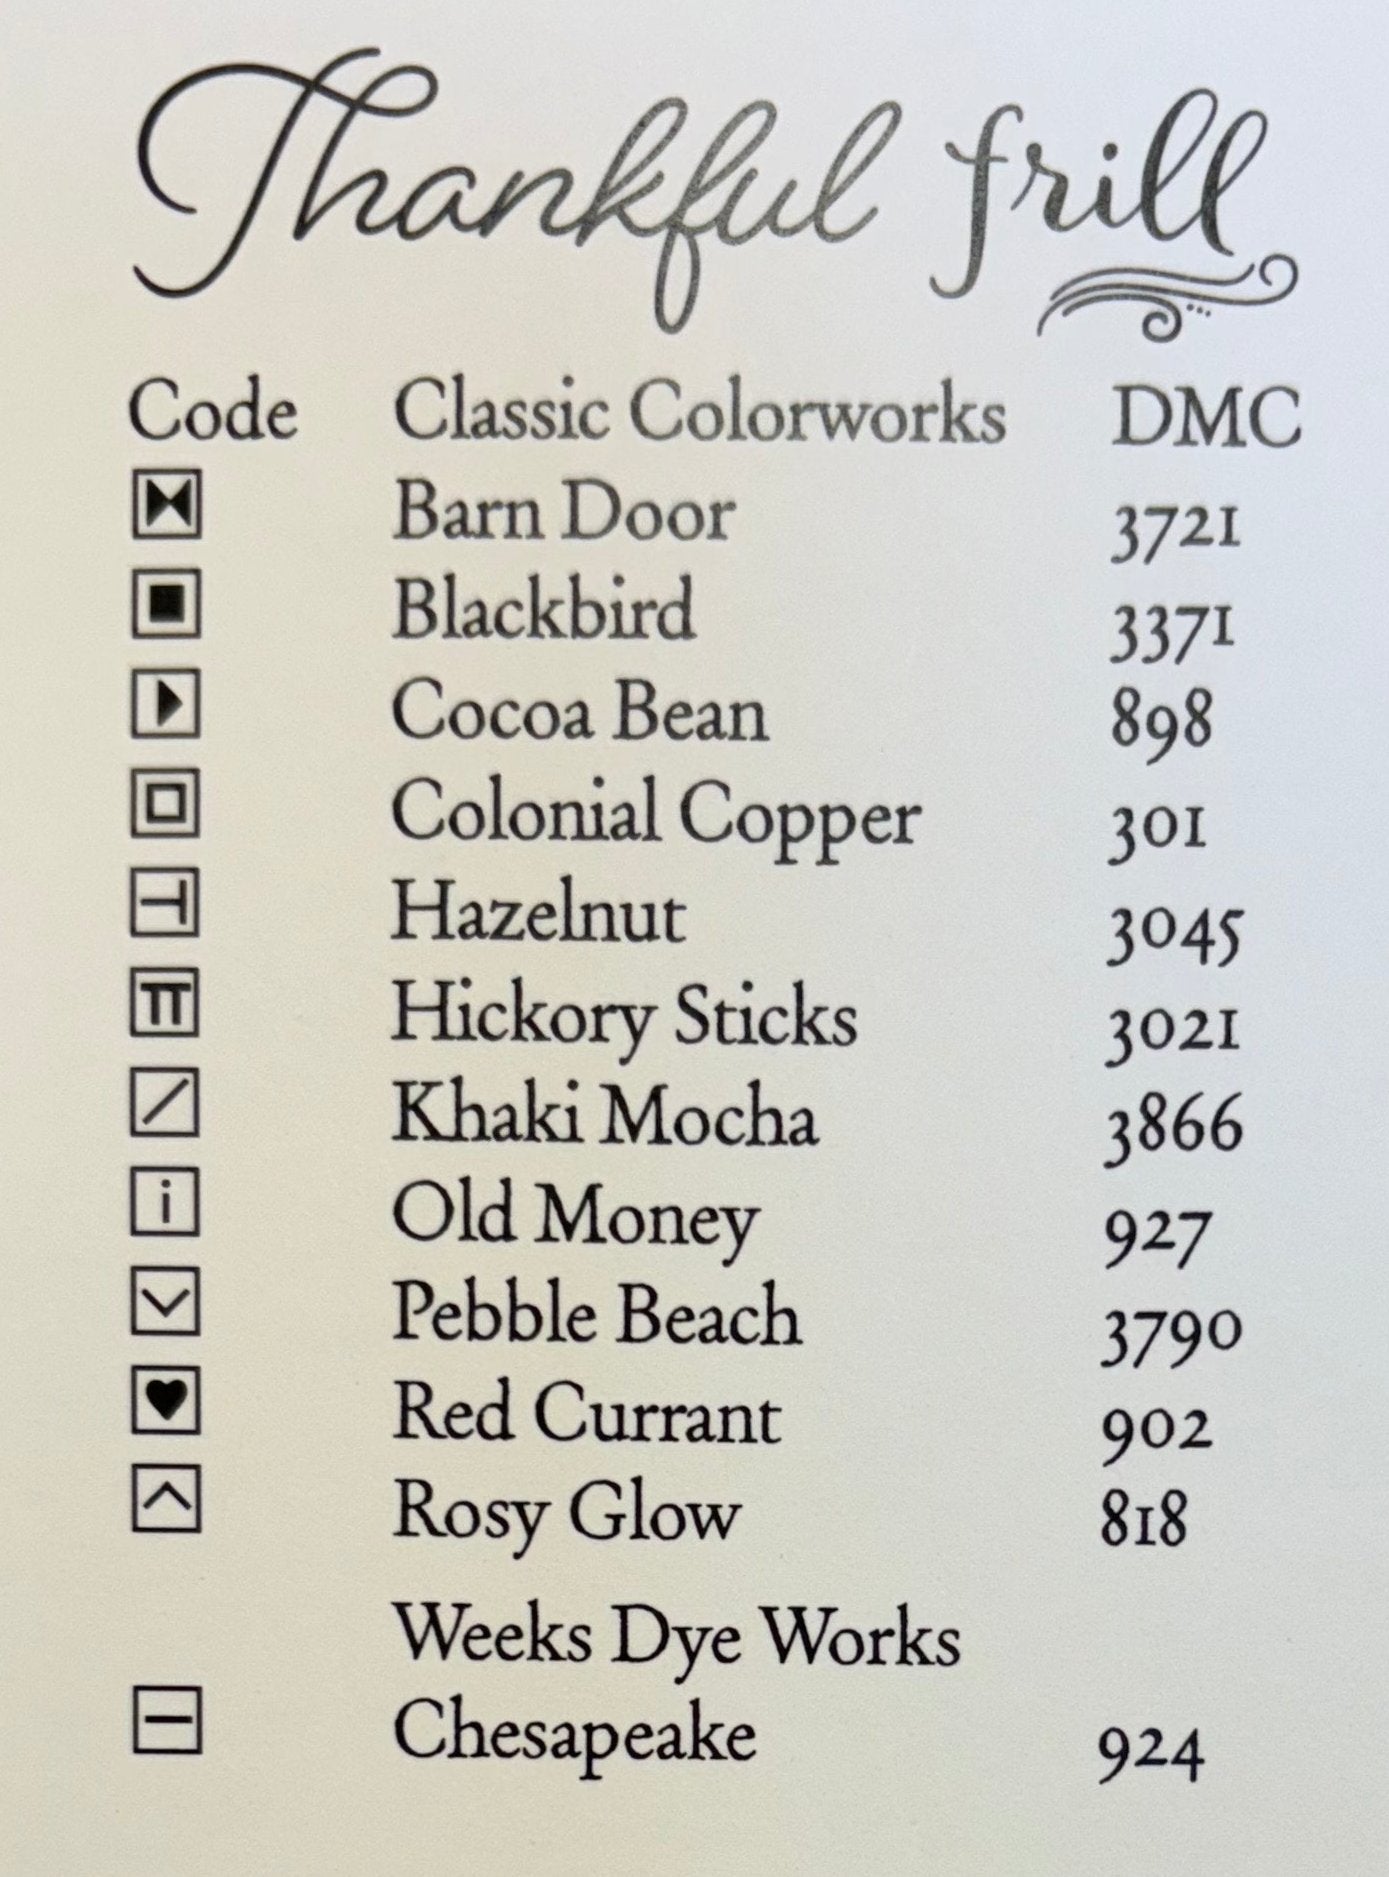 Thankful frill
Code Classic Colorworks DMC
Barn Door 3721
Blackbird 3371
Cocoa Bean 898
Colonial Copper 301
Hazelnut 3045
Hickory Sticks 3021
Khaki Mocha 3866
i Old Money 927
Pebble Beach 3790
Red Currant 902
Rosy Glow 818
Weeks Dye Works
Chesapeake 924